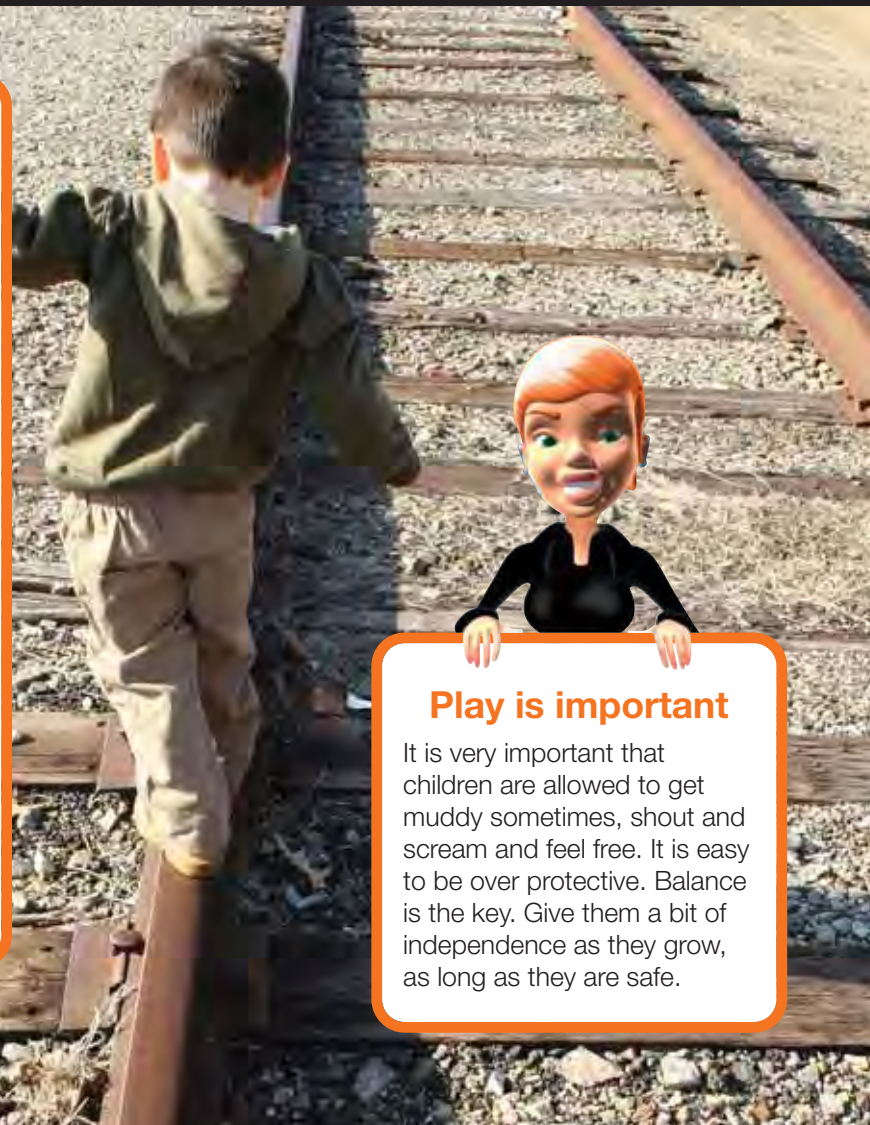 Play is important
It is very important that
children are allowed to get
muddy sometimes, shout and
scream and feel free. It is easy
to be over protective. Balance
is the key. Give them a bit of
independence as they grow,
as long as they are safe.